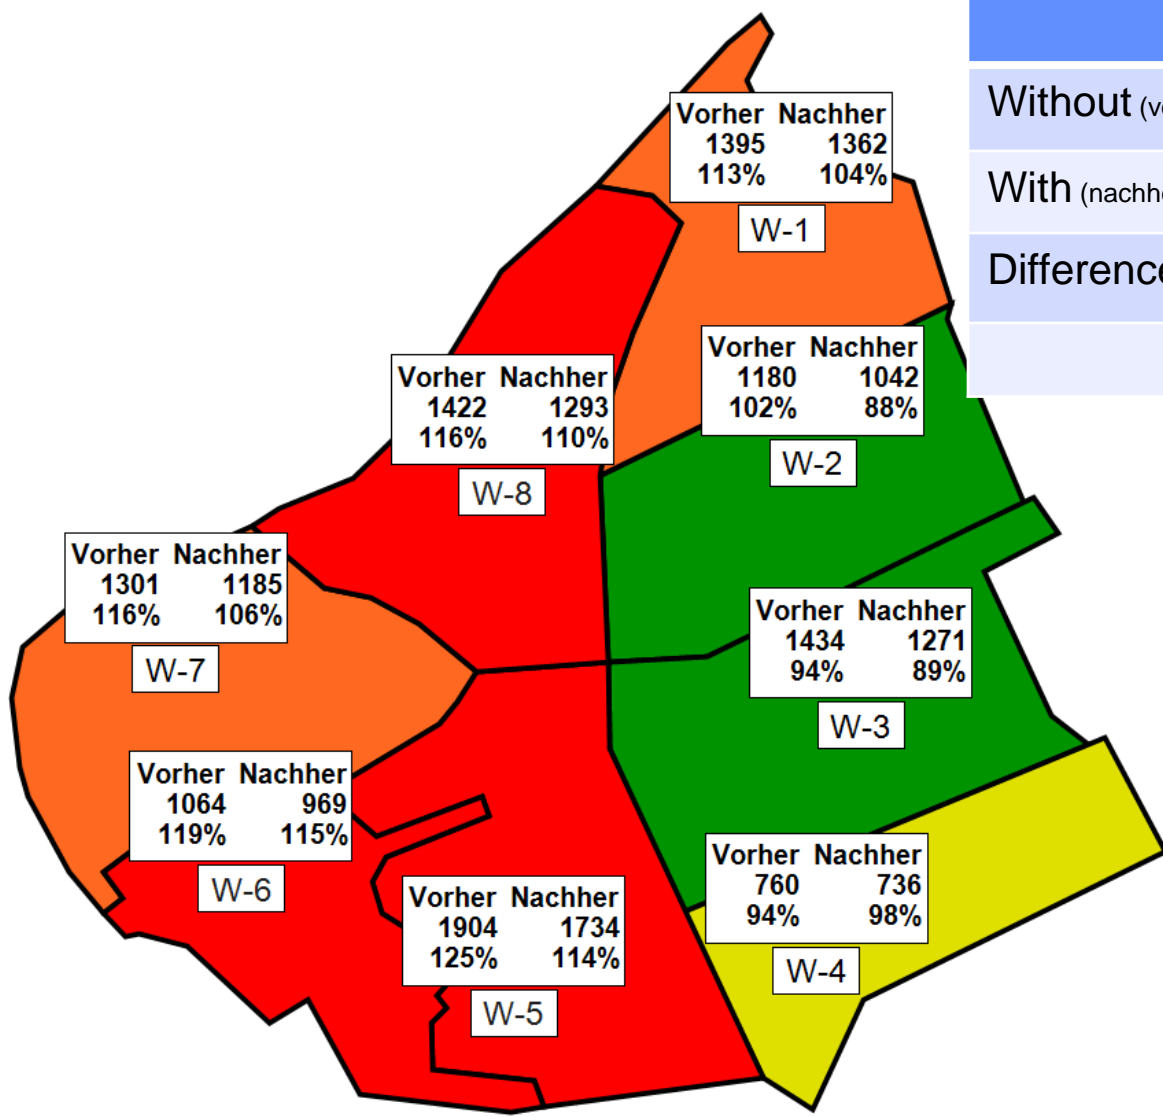 Without (v
With (nachh
Difference
Vorher Nachher
1395 1362
113% 104%
W-1
Vorher Nachher
1180 1042
102% 88%
W-2
Vorher Nachher
1422 1293
116% 110%
W-8
Vorher Nachher
1301 1185
116% 106%
W-7
Vorher Nachher
1434 1271
94% 89%
W-3
Vorher Nachher
1064 969
119% 115%
W-6
Vorher Nachher
760 736
94% 98%
W-4
Vorher Nachher
1904 1734
125% 114%
W-5